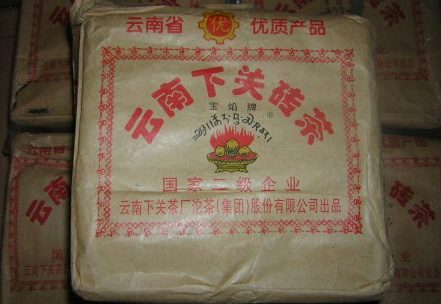 云南省 优 优质产品
云南下关砖茶
宝焰牌
®
国家二级企业
云南下关茶厂沱茶(集团)股份有限公司出品